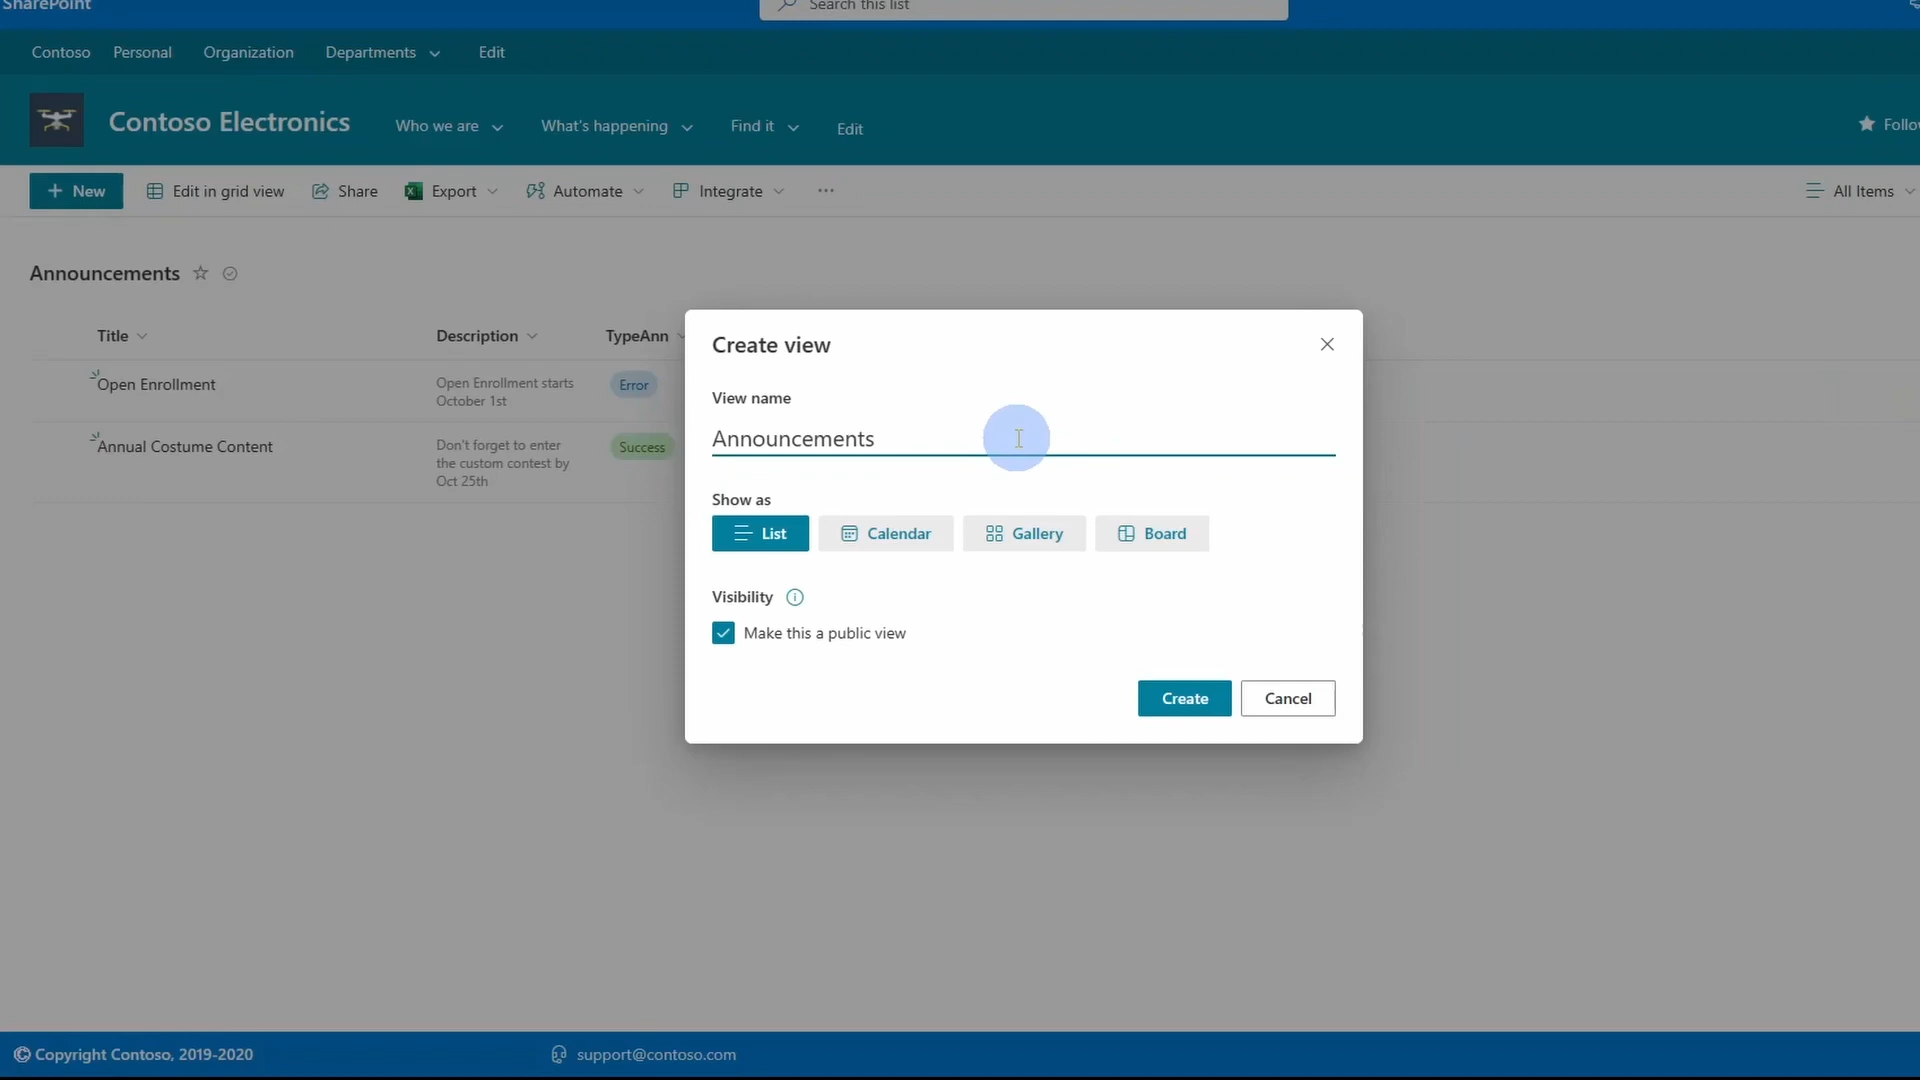 SharePoint
Search this list
Contoso Personal Organization Departments Edit
Contoso Electronics Who we are What's happening Find it Edit
New Edit in grid view Share Export Automate Integrate ··· All Items
Announcements
Title Description TypeAnn
Open Enrollment
Open Enrollment starts
October 1st
Error
Annual Costume Content
Don't forget to enter
the custom contest by
Oct 25th
Success
Create view
View name
Announcements
Show as
List Calendar Gallery Board
Visibility
Make this a public view
Create Cancel
© Copyright Contoso, 2019-2020 support@contoso.com